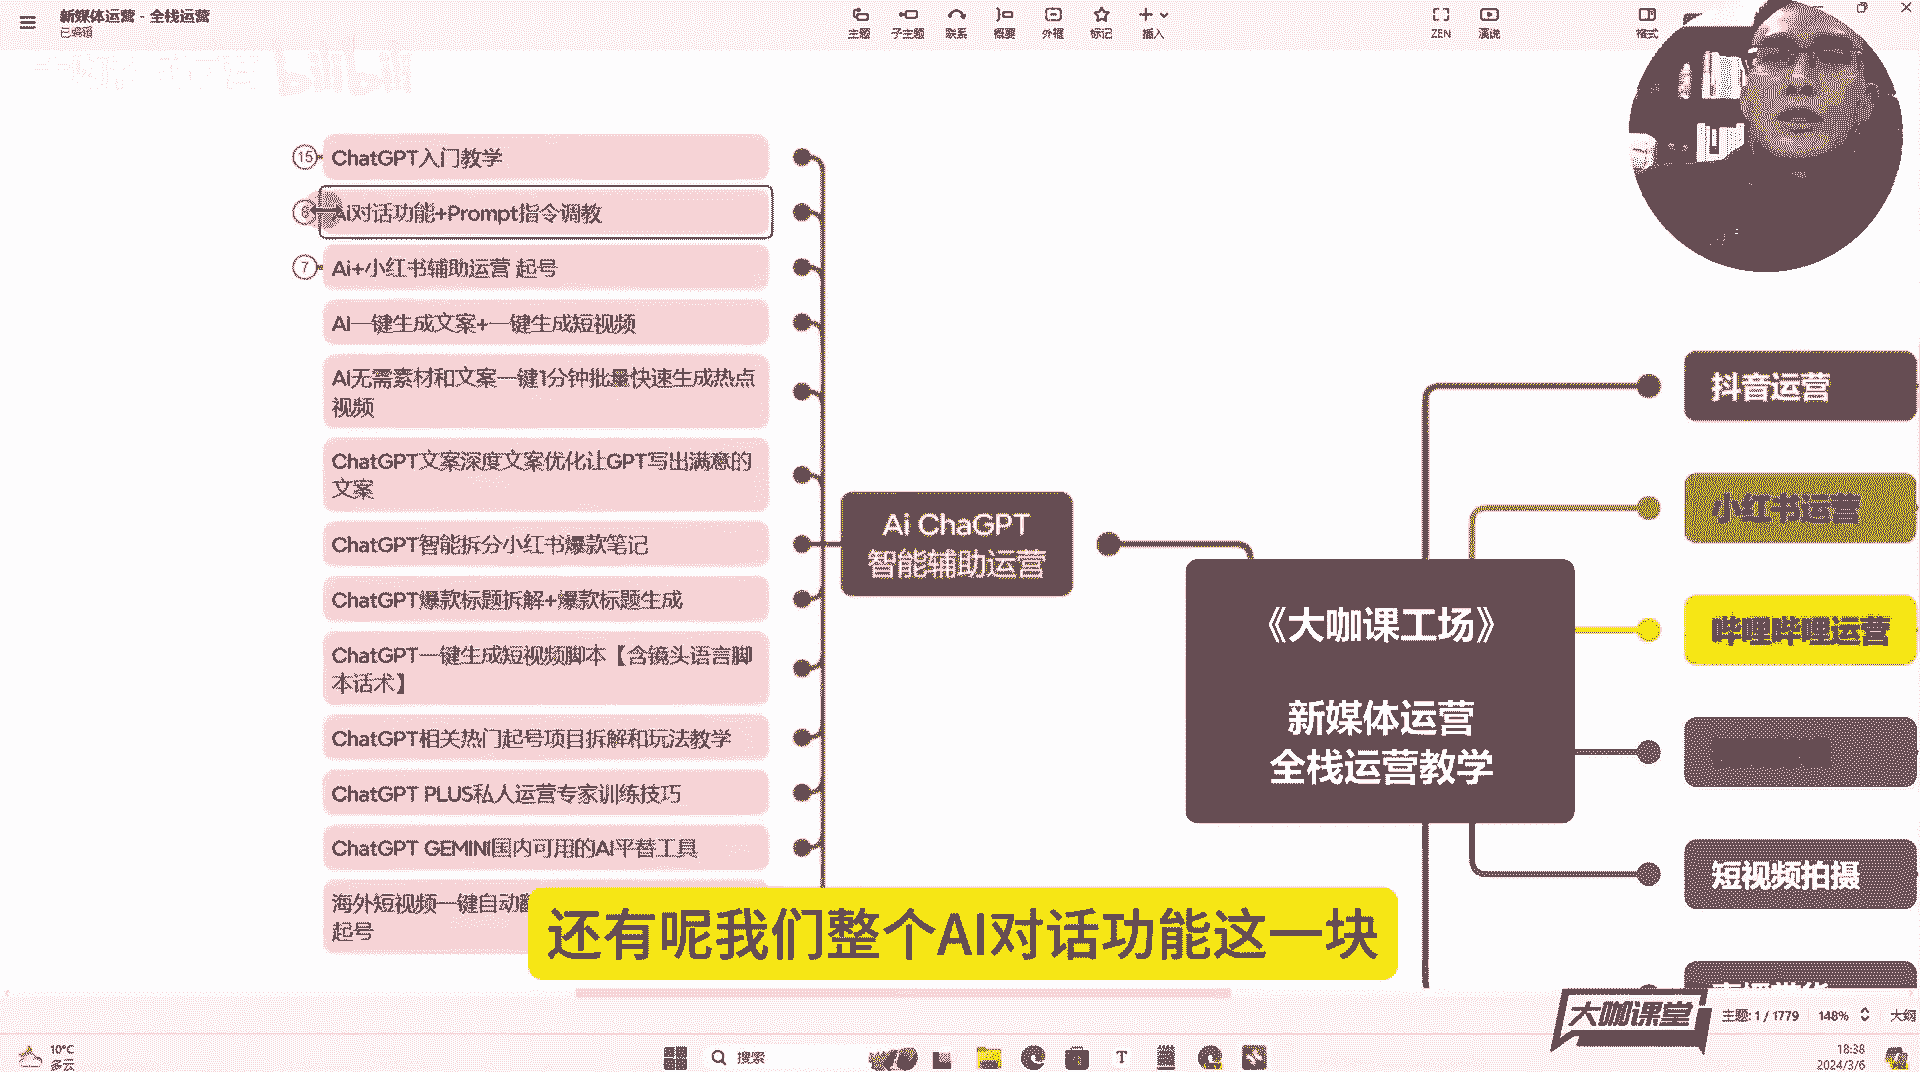 新媒体运营 - 全栈运营
已编辑
主题
子主题
联系
概要
外框
标记
插入
ZEN
演说
格式
15
ChatGPT入门教学
6
Ai对话功能+Prompt指令调教
7
Ai+小红书辅助运营 起号
AI一键生成文案+一键生成短视频
AI无需素材和文案一键1分钟批量快速生成热点
视频
ChatGPT文案深度文案优化让GPT写出满意的
文案
ChatGPT智能拆分小红书爆款笔记
ChatGPT爆款标题拆解+爆款标题生成
ChatGPT一键生成短视频脚本【含镜头语言脚
本话术】
ChatGPT相关热门起号项目拆解和玩法教学
ChatGPT PLUS私人运营专家训练技巧
ChatGPT GEMINI国内可用的AI平替工具
海外短视频一键自动
起号
Ai ChaGPT
智能辅助运营
《大咖课工场》
新媒体运营
全栈运营教学
抖音运营
小红书运营
哔哩哔哩运营
短视频拍摄
还有呢我们整个AI对话功能这一块
大咖课堂
主题: 1 / 1779
148%
大纲
10°C
多云
搜索
18:38
2024/3/6